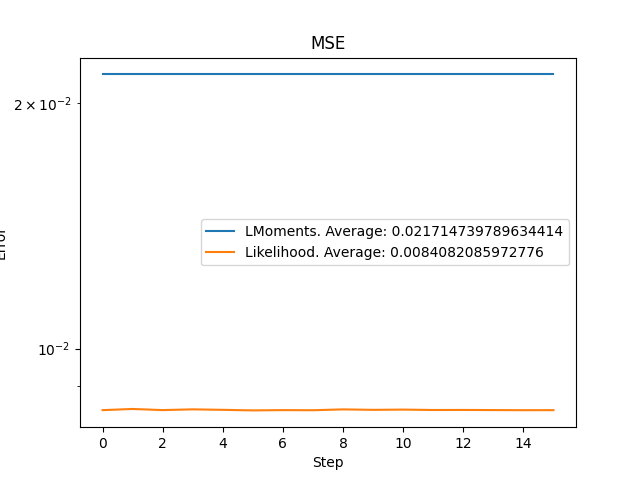 MSE
2 × 10⁻²
10⁻²
Error
LMoments. Average: 0.021714739789634414
Likelihood. Average: 0.0084082085972776
0 2 4 6 8 10 12 14
Step